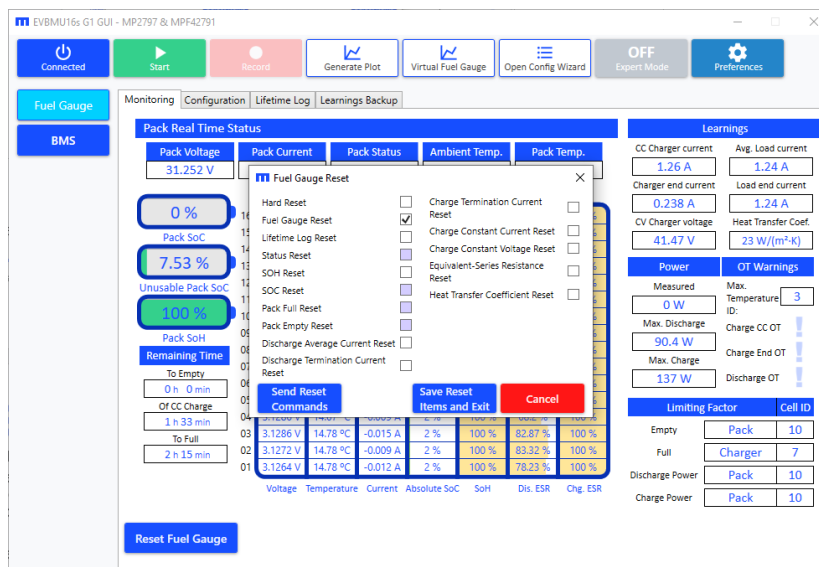 EVBMU16s G1 GUI - MP2797 & MPF42791
Connected
Start
Record
Generate Plot
Virtual Fuel Gauge
Open Config Wizard
OFF
Expert Mode
Preferences
Fuel Gauge
BMS
Monitoring
Configuration
Lifetime Log
Learnings Backup
Pack Real Time Status
Pack Voltage
Pack Current
Pack Status
Ambient Temp.
Pack Temp.
31.252 V
0 %
Pack SoC
7.53 %
Unusable Pack SoC
100 %
Pack SoH
Remaining Time
To Empty
0 h 0 min
Of CC Charge
1 h 33 min
To Full
2 h 15 min
Fuel Gauge Reset
Hard Reset
Fuel Gauge Reset
Lifetime Log Reset
Status Reset
SOH Reset
SOC Reset
Pack Full Reset
Pack Empty Reset
Discharge Average Current Reset
Discharge Termination Current
Reset
Charge Termination Current
Reset
Charge Constant Current Reset
Charge Constant Voltage Reset
Equivalent-Series Resistance
Reset
Heat Transfer Coefficient Reset
Send Reset
Commands
Save Reset
Items and Exit
Cancel
03 3.1286 V 14.78 ºC -0.015 A 2 % 100 % 82.87 % 100 %
02 3.1272 V 14.78 ºC -0.009 A 2 % 100 % 83.32 % 100 %
01 3.1264 V 14.78 ºC -0.012 A 2 % 100 % 78.23 % 100 %
Voltage Temperature Current Absolute SoC SoH Dis. ESR Chg. ESR
Reset Fuel Gauge
Learnings
CC Charger current
Avg. Load current
1.26 A
1.24 A
Charger end current
Load end current
0.238 A
1.24 A
CV Charger voltage
Heat Transfer Coef.
41.47 V
23 W/(m²·K)
Power
OT Warnings
Measured
0 W
Max. Discharge
90.4 W
Max. Charge
137 W
Max.
Temperature
ID:
3
Charge CC OT
Charge End OT
Discharge OT
Limiting Factor
Cell ID
Empty Pack 10
Full Charger 7
Discharge Power Pack 10
Charge Power Pack 10